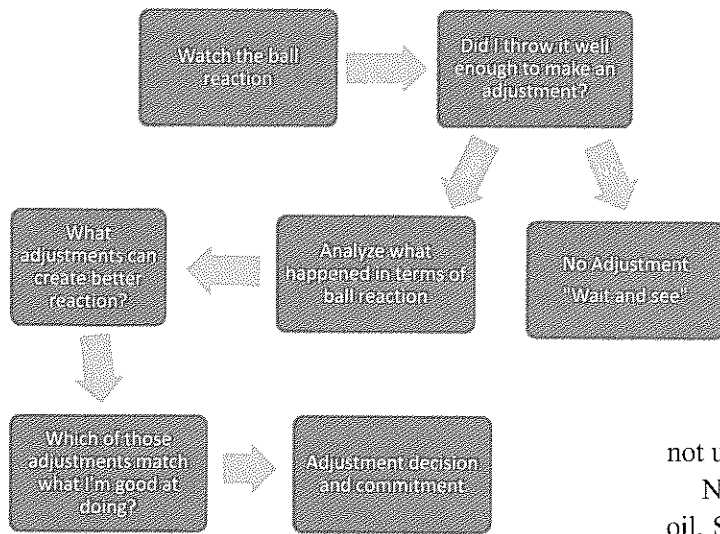 Watch the ball
reaction
Did I throw it well
enough to make an
adjustment?
What
adjustments can
create better
reaction?
Analyze what
happened in terms of
ball reaction
No Adjustment
"Wait and see"
Which of those
adjustments match
what I'm good at
doing?
Adjustment decision
and commitment
not u
N
oil. S